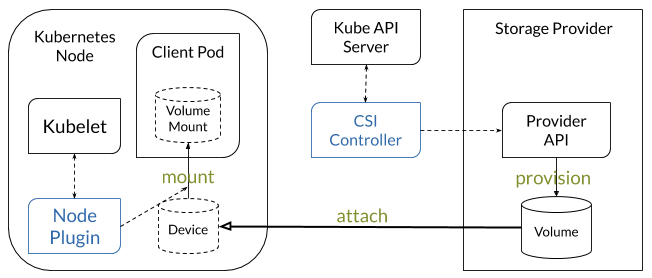 Kubernetes
Node
Client Pod
Volume
Mount
Kubelet
mount
Node
Plugin
Device
Kube API
Server
CSI
Controller
attach
Storage Provider
Provider
API
provision
Volume